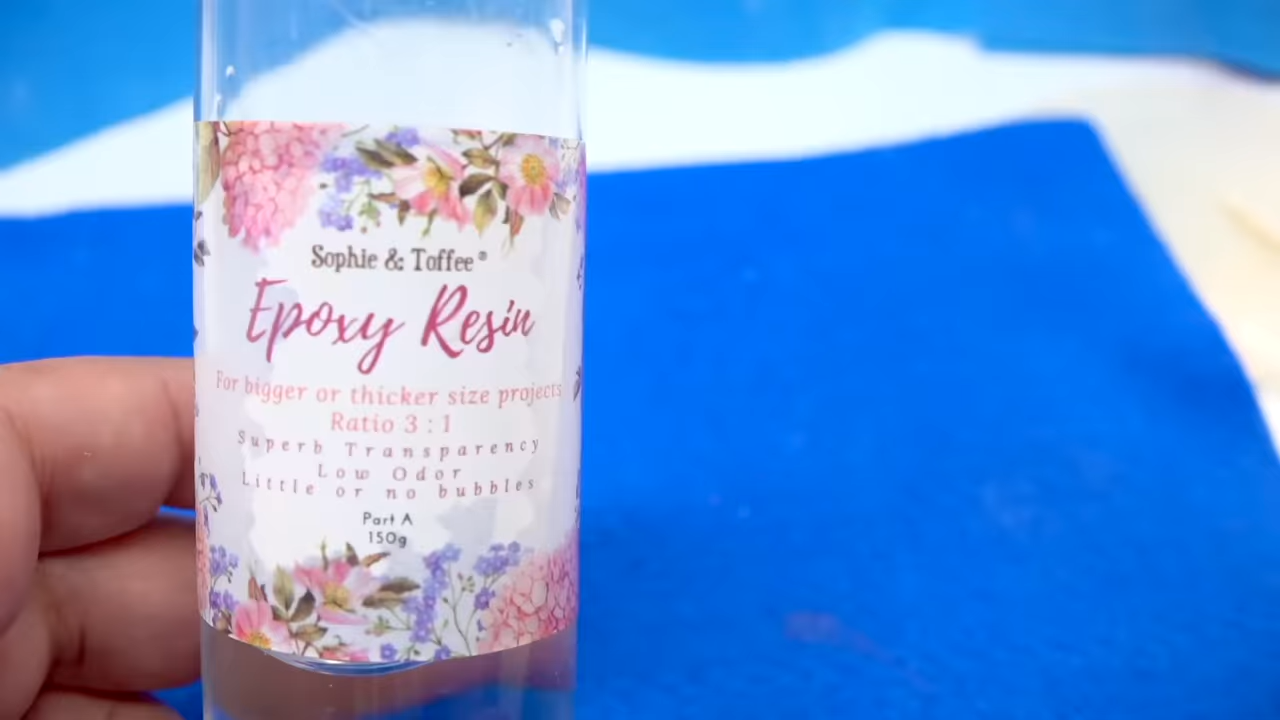 Sophie & Toffee®
Epoxy Resin
For bigger or thicker size projects
Ratio 3 : 1
Superb Transparency
Low Odor
Little or no bubbles
Part A
150g